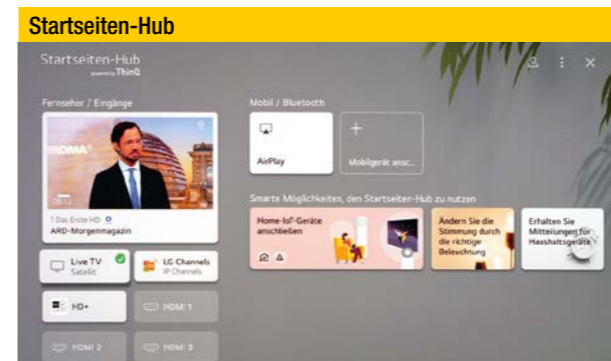 Startseiten-Hub
Startseiten-Hub
powered by ThinQ
Fernseher / Eingänge
MOMA
1 Das Erste HD
ARD-Morgenmagazin
Live TV
Satellit
LG Channels
IP Channels
HD+
HDMI 1
HDMI 2
HDMI 3
Mobil / Bluetooth
AirPlay
Mobilgerät ansc...
Smarte Möglichkeiten, den Startseiten-Hub zu nutzen
Home-IoT-Geräte
anschließen
Ändern Sie die
Stimmung durch
die richtige
Beleuchtung
Erhalten Sie
Mitteilungen für
Haushaltsgeräte